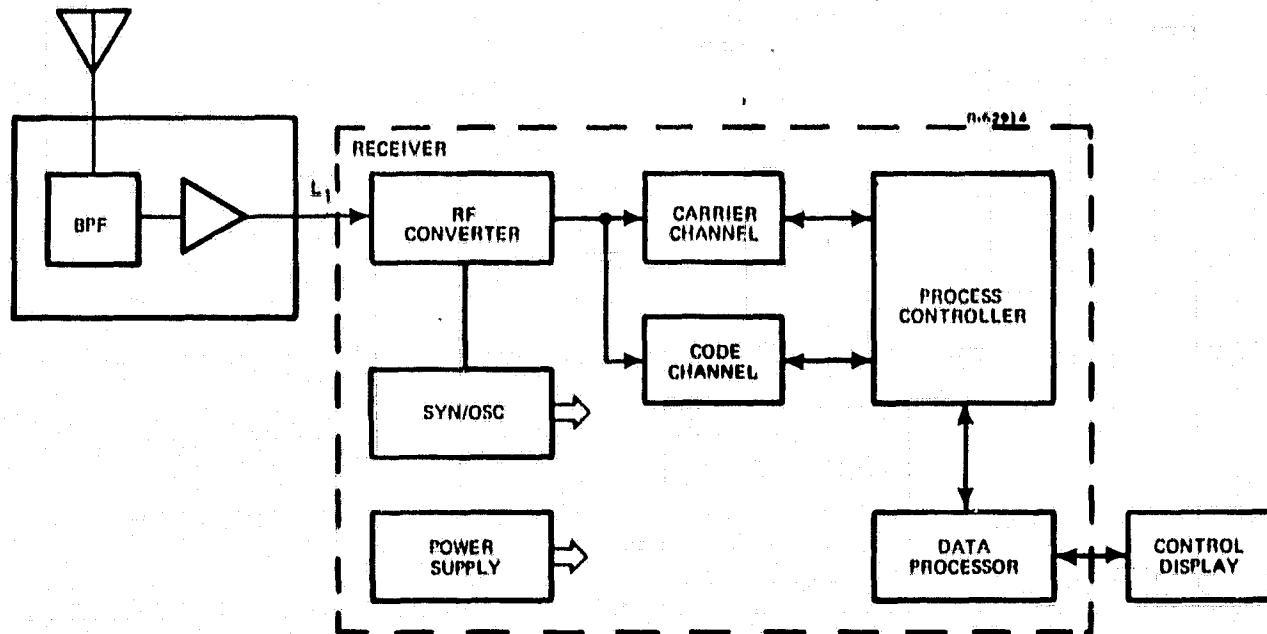 RECEIVER
BPF
L1
RF
CONVERTER
CARRIER
CHANNEL
PROCESS
CONTROLLER
CODE
CHANNEL
SYN/OSC
POWER
SUPPLY
DATA
PROCESSOR
CONTROL
DISPLAY